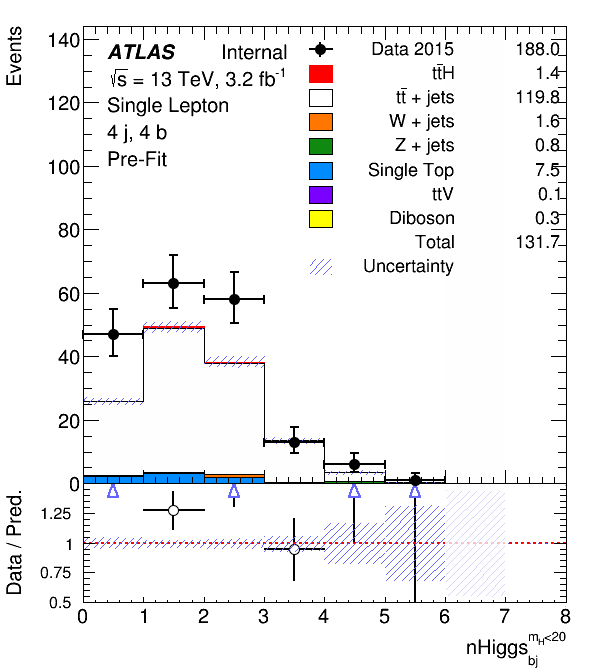 Events
140
120
100
80
60
40
20
0
ATLAS Internal
√s = 13 TeV, 3.2 fb⁻¹
Single Lepton
4 j, 4 b
Pre-Fit
Data 2015 188.0
tt̄H 1.4
tt̄ + jets 119.8
W + jets 1.6
Z + jets 0.8
Single Top 7.5
ttV 0.1
Diboson 0.3
Total 131.7
Uncertainty
Data / Pred.
1.25
1
0.75
0.5
0 1 2 3 4 5 6 7 8
nHiggs_bj^m_H<20